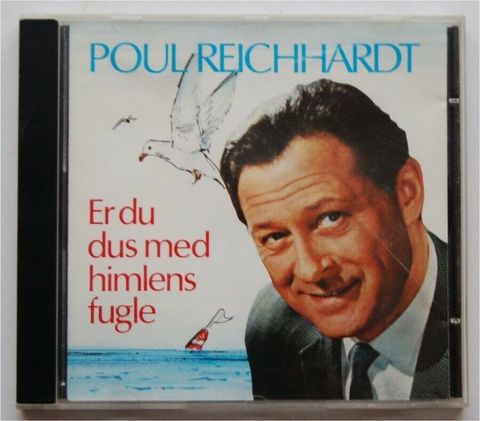 POUL REICHHARDT
Er du
dus med
himlens
fugle